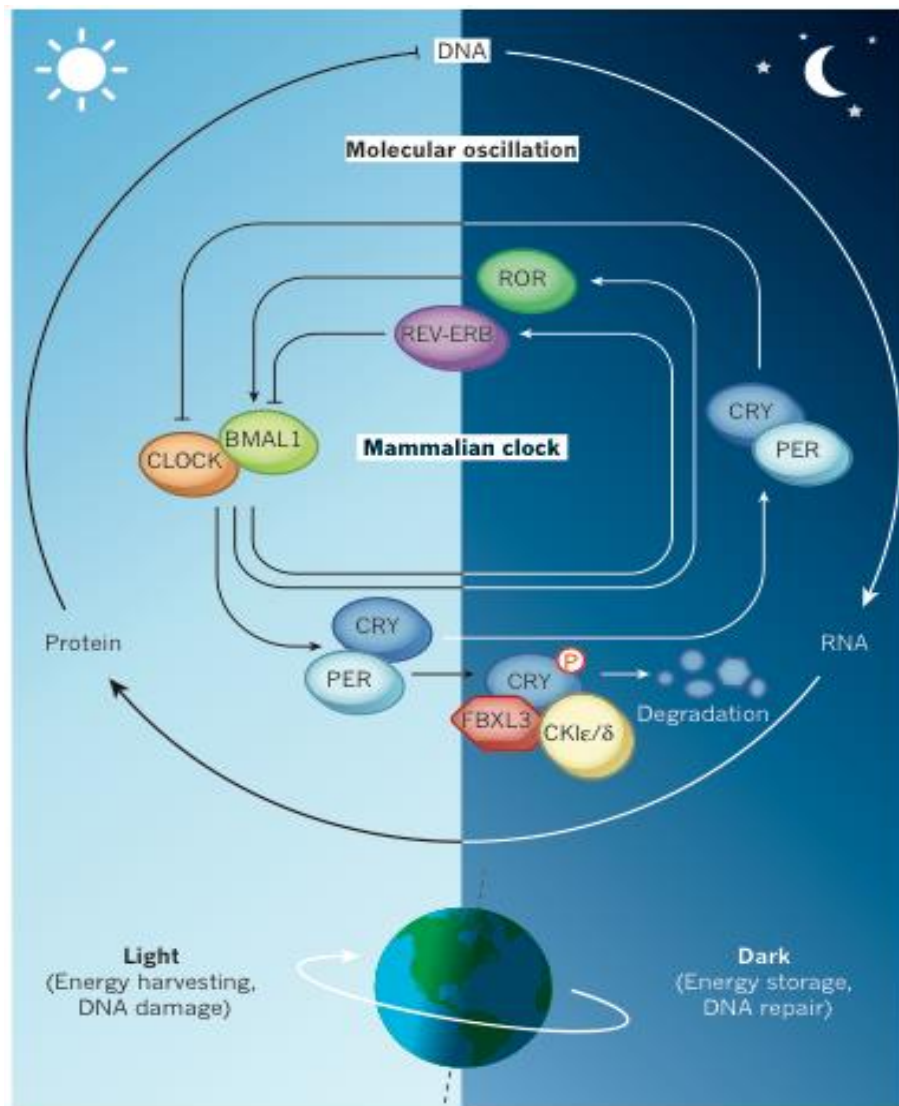 DNA
Molecular oscillation
ROR
REV-ERB
CRY
PER
BMAL1
CLOCK
Mammalian clock
CRY
PER
Protein
RNA
P
CRY
FBXL3
CKIε/δ
Degradation
Light
(Energy harvesting,
DNA damage)
Dark
(Energy storage,
DNA repair)